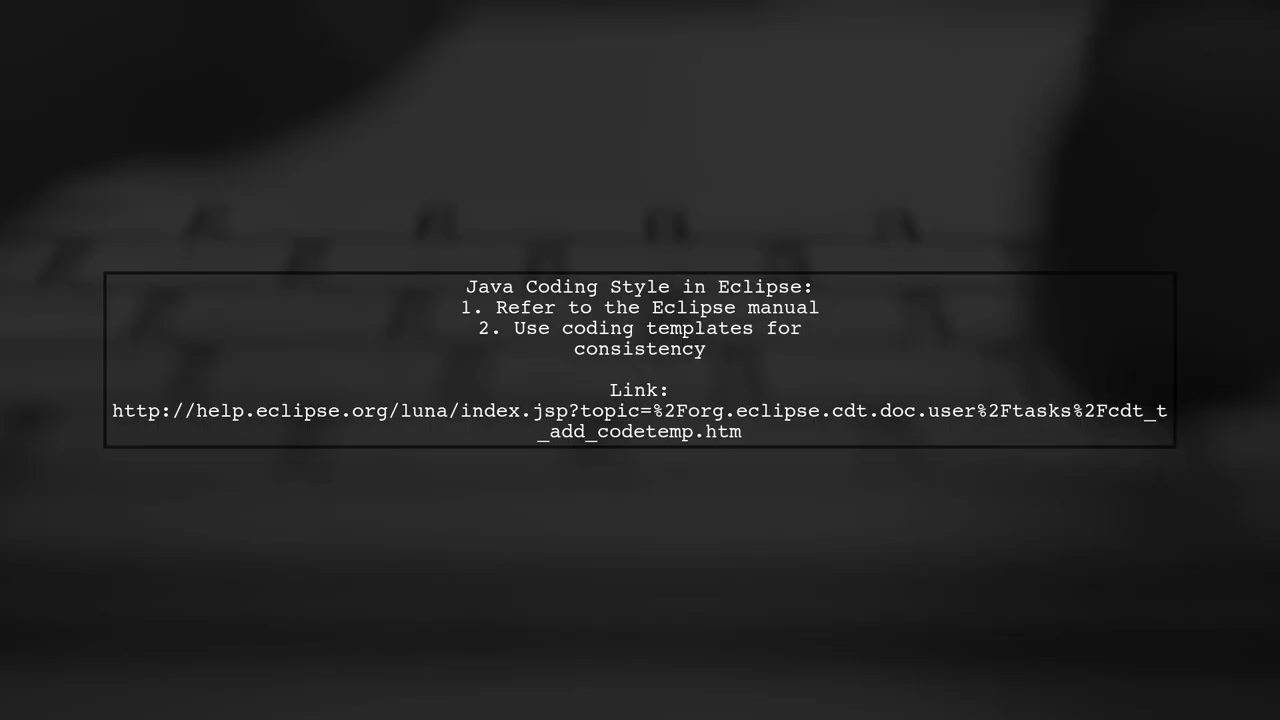 Java Coding Style in Eclipse:
1. Refer to the Eclipse manual
2. Use coding templates for
consistency
Link:
http://help.eclipse.org/luna/index.jsp?topic=%2Forg.eclipse.cdt.doc.user%2Ftasks%2Fcdt_t
_add_codetemp.htm